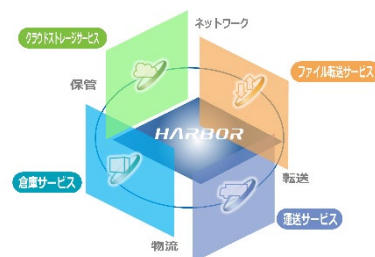 ネットワーク
クラウドストレージサービス
ファイル転送サービス
保管
HARBOR
転送
倉庫サービス
運送サービス
物流